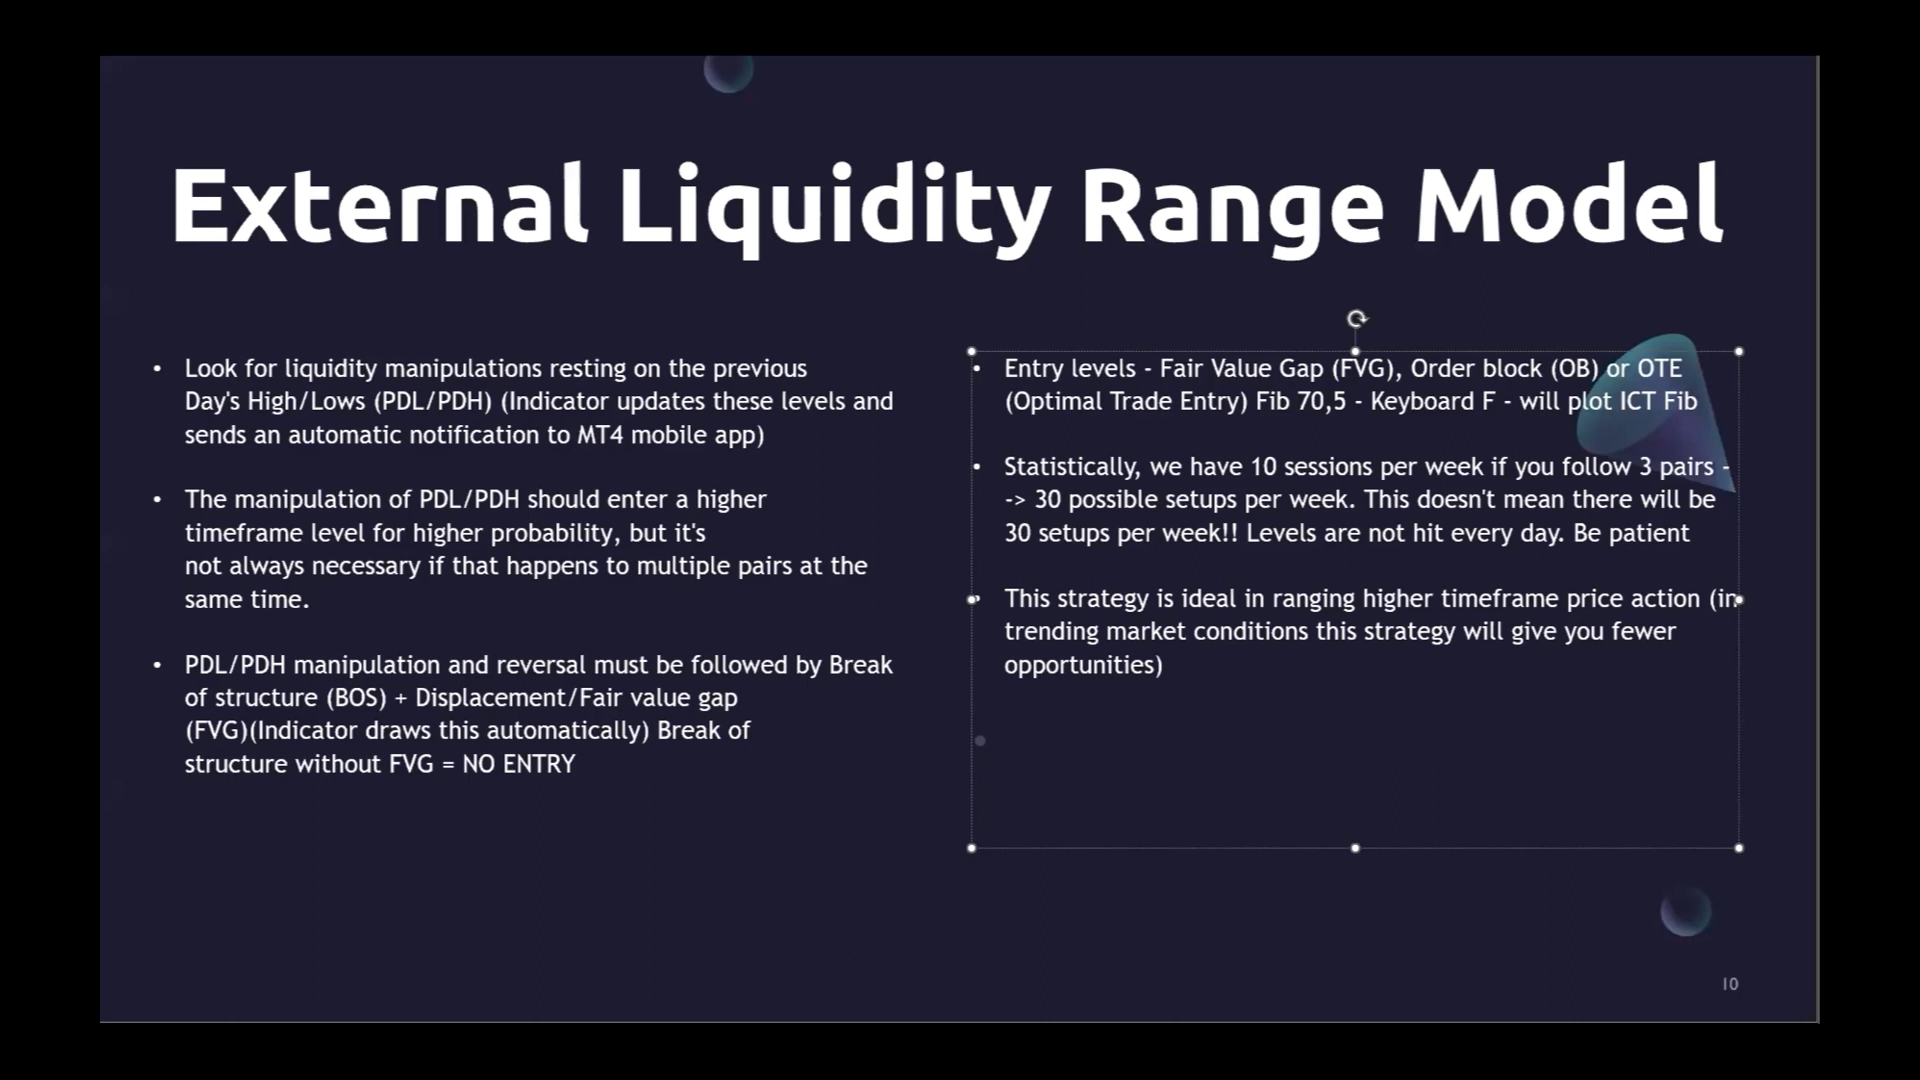 External Liquidity Range Model
• Look for liquidity manipulations resting on the previous
Day's High/Lows (PDL/PDH) (Indicator updates these levels and
sends an automatic notification to MT4 mobile app)
• The manipulation of PDL/PDH should enter a higher
timeframe level for higher probability, but it's
not always necessary if that happens to multiple pairs at the
same time.
• PDL/PDH manipulation and reversal must be followed by Break
of structure (BOS) + Displacement/Fair value gap
(FVG)(Indicator draws this automatically) Break of
structure without FVG = NO ENTRY
• Entry levels - Fair Value Gap (FVG), Order block (OB) or OTE
(Optimal Trade Entry) Fib 70,5 - Keyboard F - will plot ICT Fib
• Statistically, we have 10 sessions per week if you follow 3 pairs -
-> 30 possible setups per week. This doesn't mean there will be
30 setups per week!! Levels are not hit every day. Be patient
• This strategy is ideal in ranging higher timeframe price action (in
trending market conditions this strategy will give you fewer
opportunities)
10